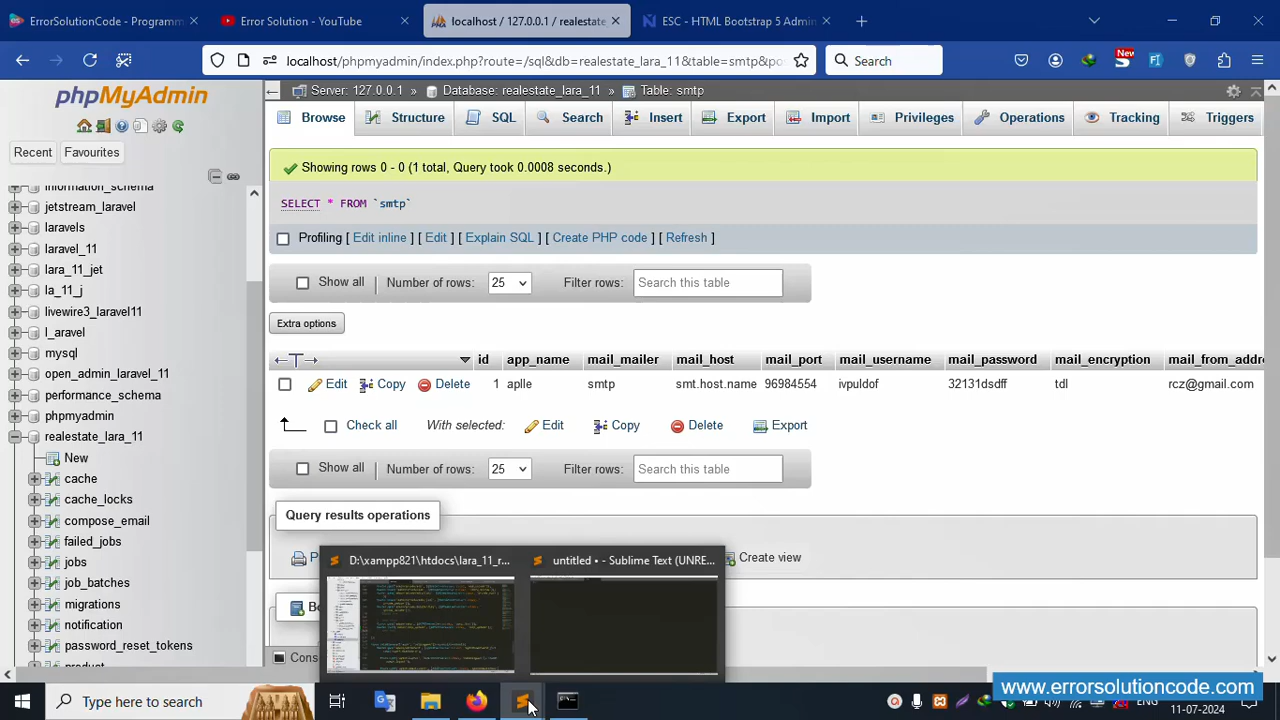 ErrorSolutionCode - Programm
Error Solution - YouTube
localhost / 127.0.0.1 / realestate
ESC - HTML Bootstrap 5 Admin
localhost/phpmyadmin/index.php?route=/sql&db=realestate_lara_11&table=smtp&pos
Search
New
phpMyAdmin
Recent
Favourites
information_schema
jetstream_laravel
laravels
laravel_11
lara_11_jet
la_11_j
livewire3_laravel11
l_aravel
mysql
open_admin_laravel_11
performance_schema
phpmyadmin
realestate_lara_11
New
cache
cache_locks
compose_email
failed_jobs
jobs
job_batches
migrations
notification
password_reset_tokens
Server: 127.0.0.1 » Database: realestate_lara_11 » Table: smtp
Browse Structure SQL Search Insert Export Import Privileges Operations Tracking Triggers
Showing rows 0 - 0 (1 total, Query took 0.0008 seconds.)
SELECT * FROM `smtp`
Profiling [ Edit inline ] [ Edit ] [ Explain SQL ] [ Create PHP code ] [ Refresh ]
Show all Number of rows: 25 Filter rows: Search this table
Extra options
id app_name mail_mailer mail_host mail_port mail_username mail_password mail_encryption mail_from_addre
Edit Copy Delete 1 aplle smtp smt.host.name 96984554 ivpuldof 32131dsdff tdl rcz@gmail.com
Check all With selected: Edit Copy Delete Export
Show all Number of rows: 25 Filter rows: Search this table
Query results operations
Create view
Cons
D:\xampp821\htdocs\lara_11_r...
untitled • - Sublime Text (UNRE...
Type here to search
www.errorsolutioncode.com
11-07-2024